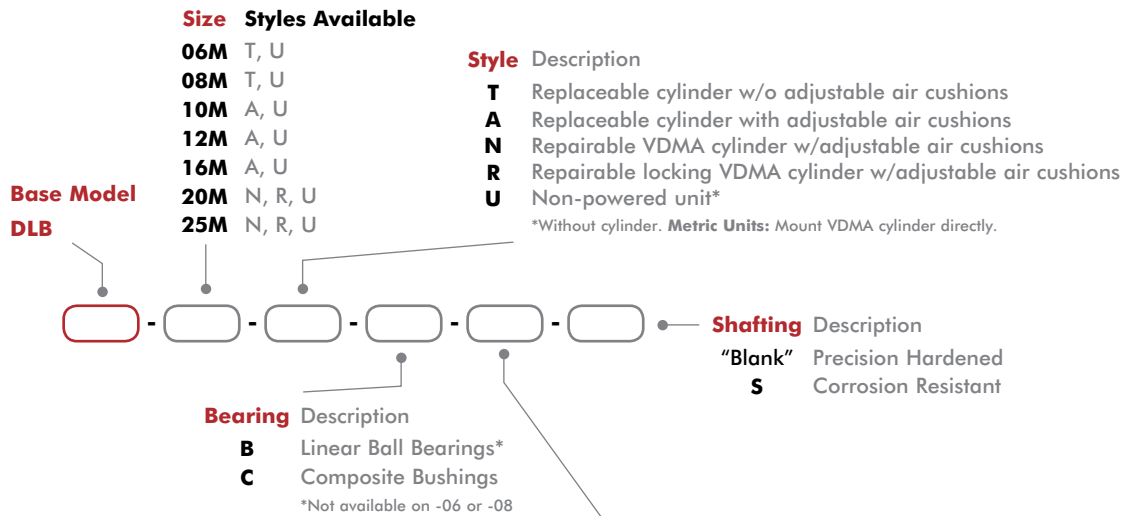 Size Styles Available
06M T, U
08M T, U
10M A, U
12M A, U
16M A, U
20M N, R, U
25M N, R, U
Style Description
T Replaceable cylinder w/o adjustable air cushions
A Replaceable cylinder with adjustable air cushions
N Repairable VDMA cylinder w/adjustable air cushions
R Repairable locking VDMA cylinder w/adjustable air cushions
U Non-powered unit*
*Without cylinder. Metric Units: Mount VDMA cylinder directly.
Base Model
DLB
- - - - -
Shafting Description
“Blank” Precision Hardened
S Corrosion Resistant
Bearing Description
B Linear Ball Bearings*
C Composite Bushings
*Not available on -06 or -08